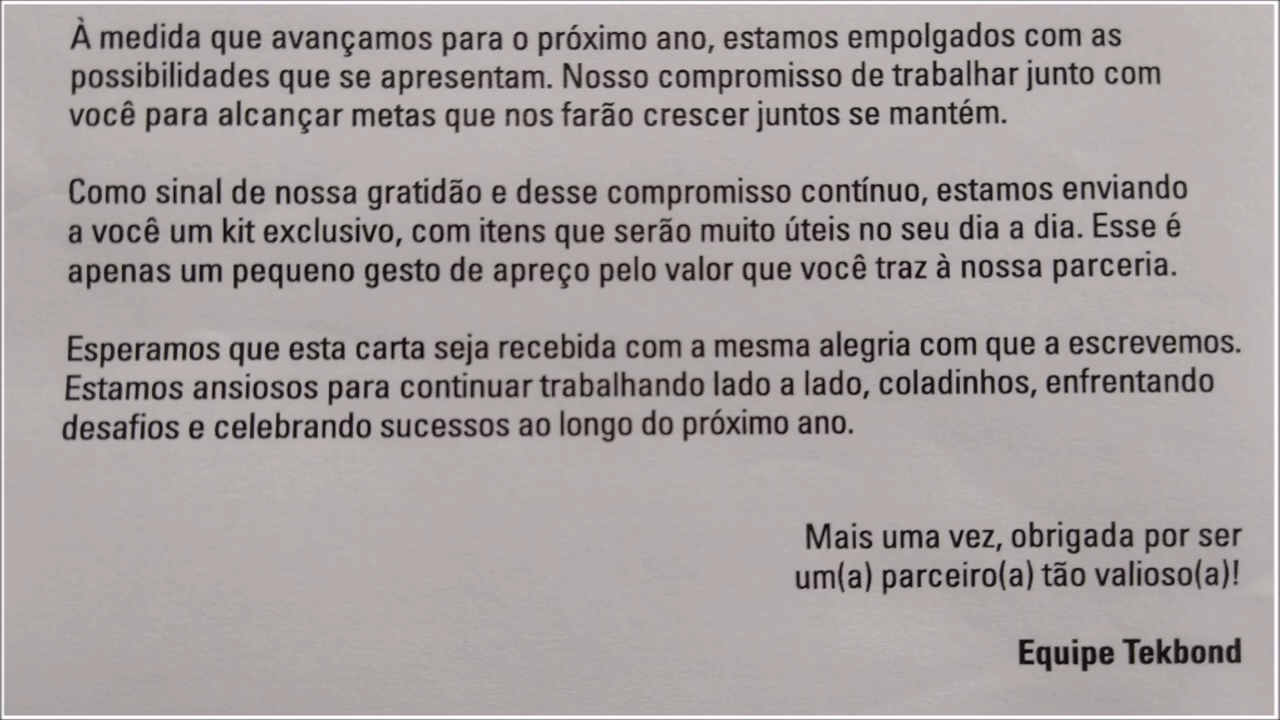 À medida que avançamos para o próximo ano, estamos empolgados com as
possibilidades que se apresentam. Nosso compromisso de trabalhar junto com
você para alcançar metas que nos farão crescer juntos se mantém.
Como sinal de nossa gratidão e desse compromisso contínuo, estamos enviando
a você um kit exclusivo, com itens que serão muito úteis no seu dia a dia. Esse é
apenas um pequeno gesto de apreço pelo valor que você traz à nossa parceria.
Esperamos que esta carta seja recebida com a mesma alegria com que a escrevemos.
Estamos ansiosos para continuar trabalhando lado a lado, coladinhos, enfrentando
desafios e celebrando sucessos ao longo do próximo ano.
Mais uma vez, obrigada por ser
um(a) parceiro(a) tão valioso(a)!
Equipe Tekbond